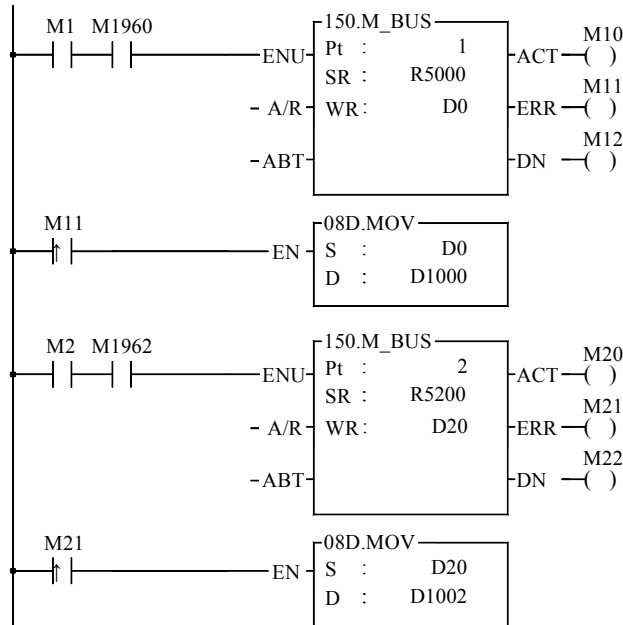 M1 M1960 150.M_BUS M10
ENU Pt : 1 ACT ( )
SR : R5000 M11
A/R WR : D0 ERR ( )
M12
ABT DN ( )
M11 08D.MOV
↑ EN S : D0
D : D1000
M2 M1962 150.M_BUS M20
ENU Pt : 2 ACT ( )
SR : R5200 M21
A/R WR : D20 ERR ( )
M22
ABT DN ( )
M21 08D.MOV
↑ EN S : D20
D : D1002